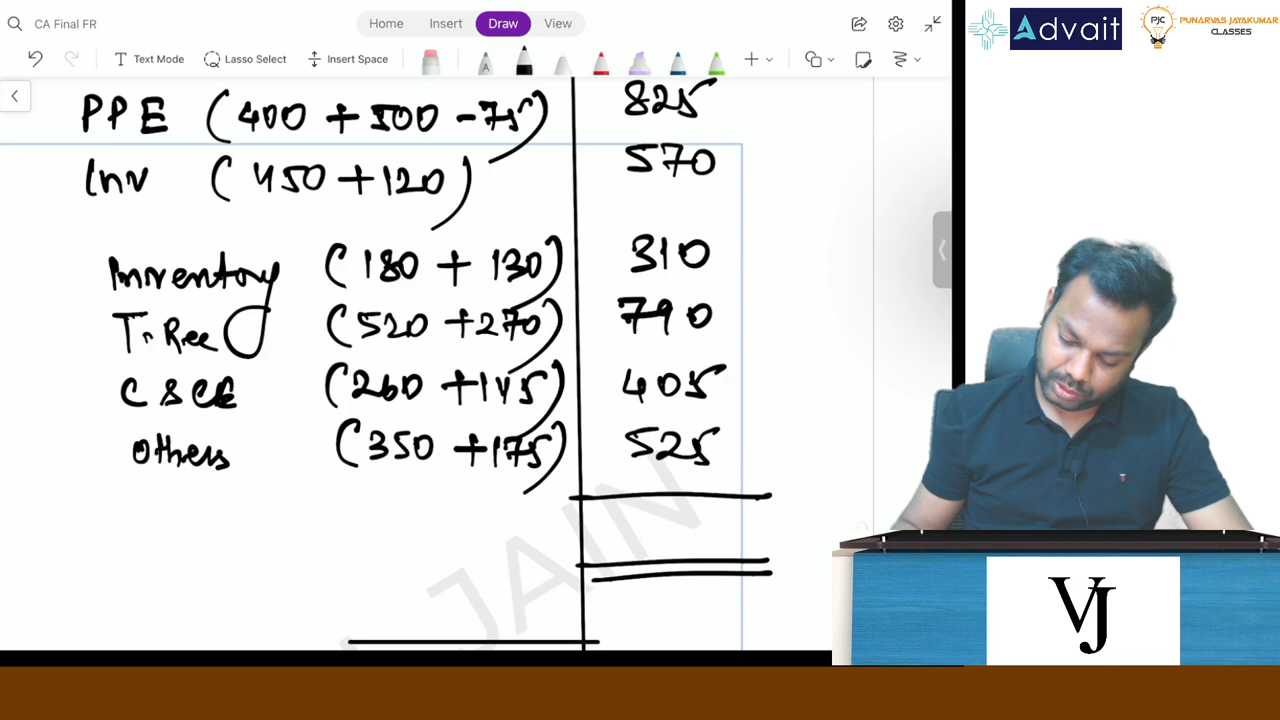 CA Final FR
Home Insert Draw View
Text Mode Lasso Select Insert Space
Advait
PJC
PUNARVAS JAYAKUMAR
CLASSES
PPE (400 + 500 - 75) 825
Inv (450 + 120) 570
Inventory (180 + 130) 310
Tr Rec (520 + 270) 790
C & CE (260 + 145) 405
Others (350 + 175) 525
JAIN
VJ